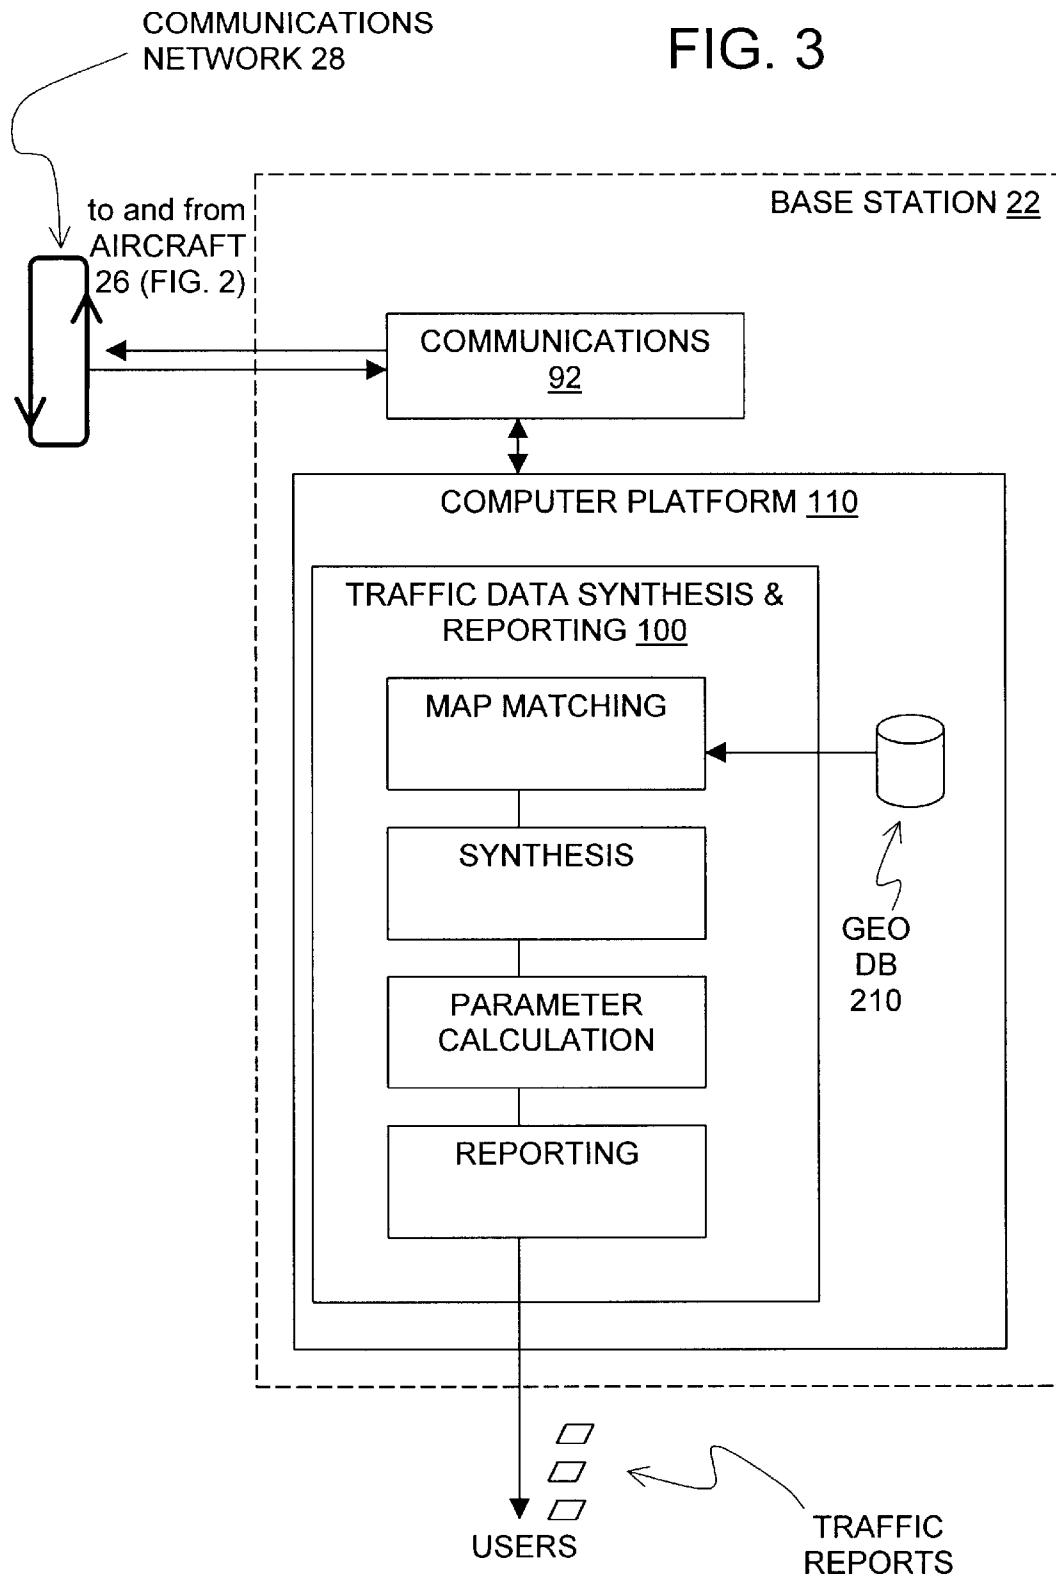 COMMUNICATIONS
NETWORK 28
FIG. 3
to and from
AIRCRAFT
26 (FIG. 2)
BASE STATION 22
COMMUNICATIONS
92
COMPUTER PLATFORM 110
TRAFFIC DATA SYNTHESIS &
REPORTING 100
MAP MATCHING
SYNTHESIS
GEO
DB
210
PARAMETER
CALCULATION
REPORTING
USERS
TRAFFIC
REPORTS